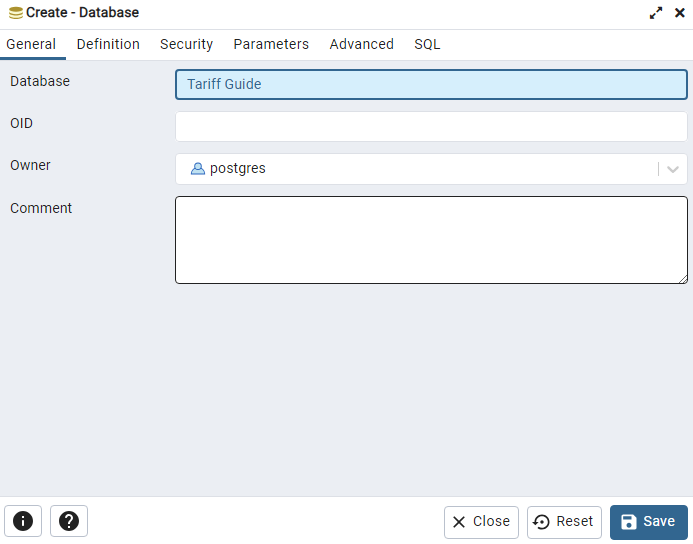 Create - Database
General Definition Security Parameters Advanced SQL
Database Tariff Guide
OID
Owner postgres
Comment
Close Reset Save